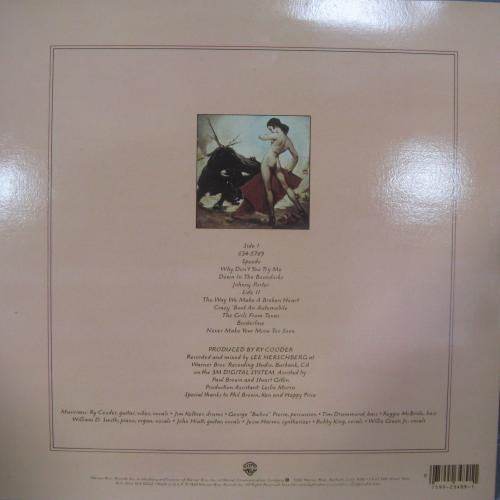 Side I
634-5789
Speedo
Why Don't You Try Me
Down In The Boondocks
Johnny Porter
Side II
The Way We Make A Broken Heart
Crazy 'Bout An Automobile
The Girls From Texas
Borderline
Never Make Your Move Too Soon
PRODUCED BY RY COODER
Recorded and mixed by LEE HERSCHBERG at
Warner Bros. Recording Studio, Burbank, CA
on the 3M DIGITAL SYSTEM. Assisted by
Paul Brown and Stuart Gitlin.
Production Assistant: Leslie Morris
Special thanks to Phil Brown, Ken and Happy Price
Musicians: Ry Cooder, guitar, vibes, vocals • Jim Keltner, drums • George "Baboo" Pierre, percussion • Tim Drummond, bass • Reggie McBride, bass
William D. Smith, piano, organ, vocals • John Hiatt, guitar, vocals • Jesse Harms, synthesizer • Bobby King, vocals • Willie Green Jr, vocals
7599-23489-1